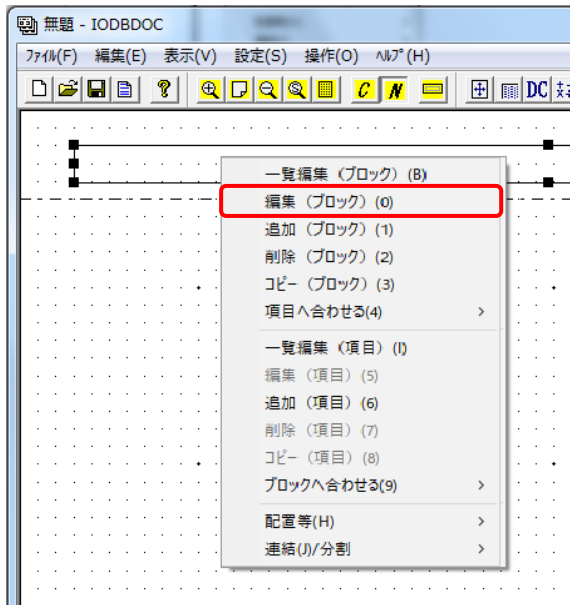 無題 - IODBDOC
ﾌｧｲﾙ(F) 編集(E) 表示(V) 設定(S) 操作(O) ﾍﾙﾌﾟ(H)
C N DC
一覧編集（ブロック）(B)
編集（ブロック）(0)
追加（ブロック）(1)
削除（ブロック）(2)
コピー（ブロック）(3)
項目へ合わせる(4)
一覧編集（項目）(I)
編集（項目）(5)
追加（項目）(6)
削除（項目）(7)
コピー（項目）(8)
ブロックへ合わせる(9)
配置等(H)
連結(J)/分割